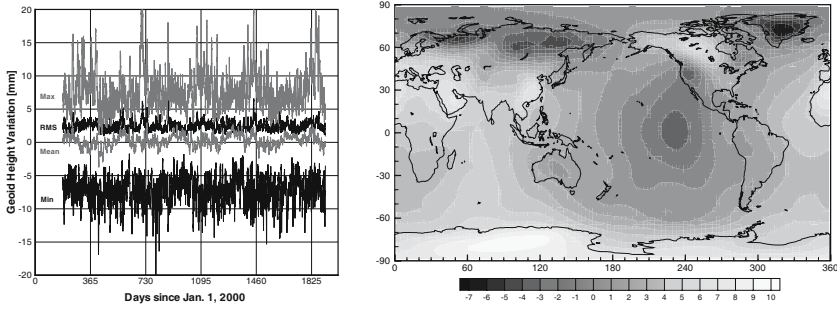 Geoid Height Variation [mm]
20
15
10
5
0
-5
-10
-15
-20
Max
RMS
Mean
Min
0 365 730 1095 1460 1825
Days since Jan. 1, 2000
90
60
30
0
-30
-60
-90
0 60 120 180 240 300 360
-7 -6 -5 -4 -3 -2 -1 0 1 2 3 4 5 6 7 8 9 10